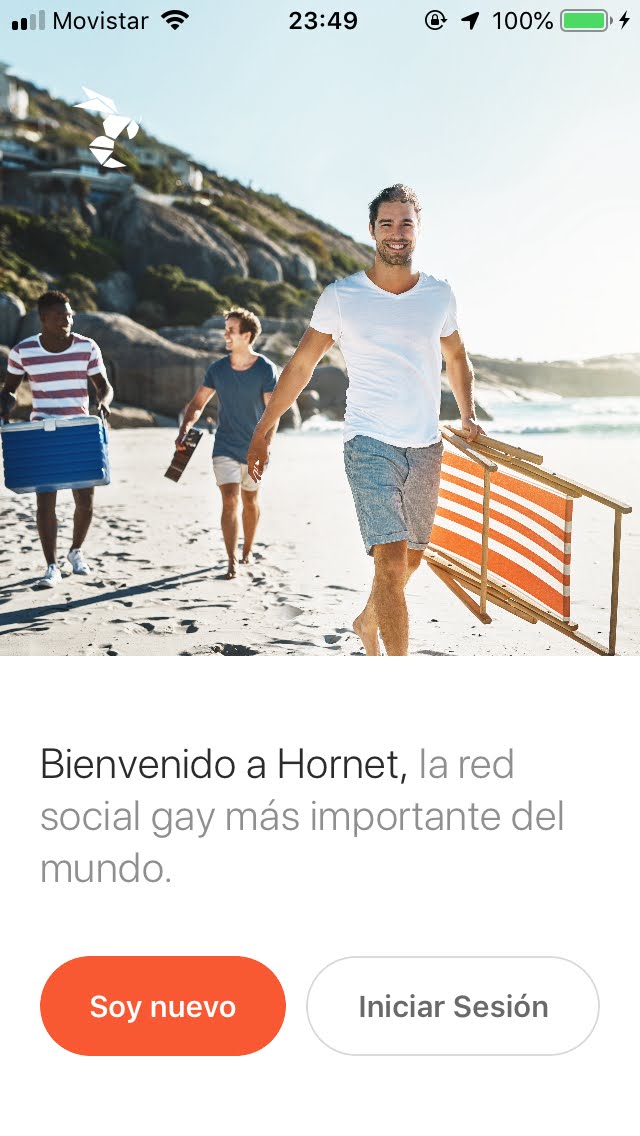 Movistar 23:49 100%
Bienvenido a Hornet, la red
social gay más importante del
mundo.
Soy nuevo Iniciar Sesión